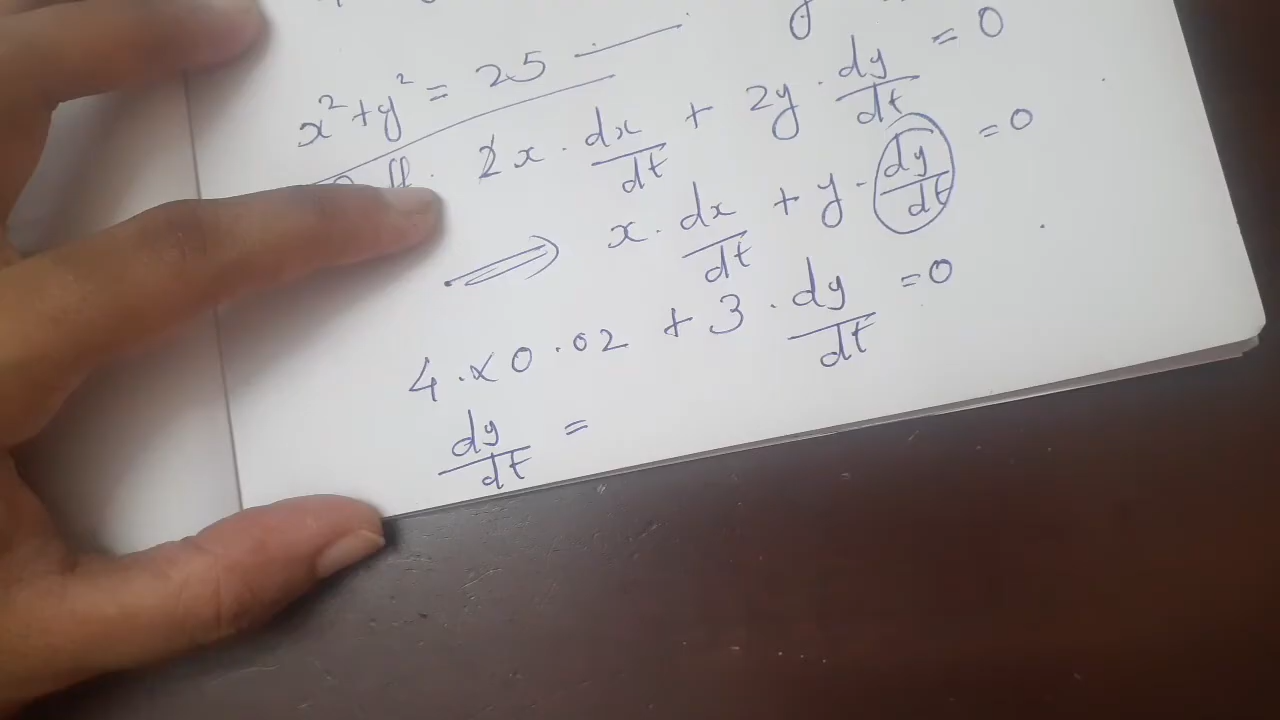 x² + y² = 25
2x · dx/dt + 2y · dy/dt = 0
⟹ x · dx/dt + y · dy/dt = 0
4 · × 0.02 + 3 · dy/dt = 0
dy/dt =